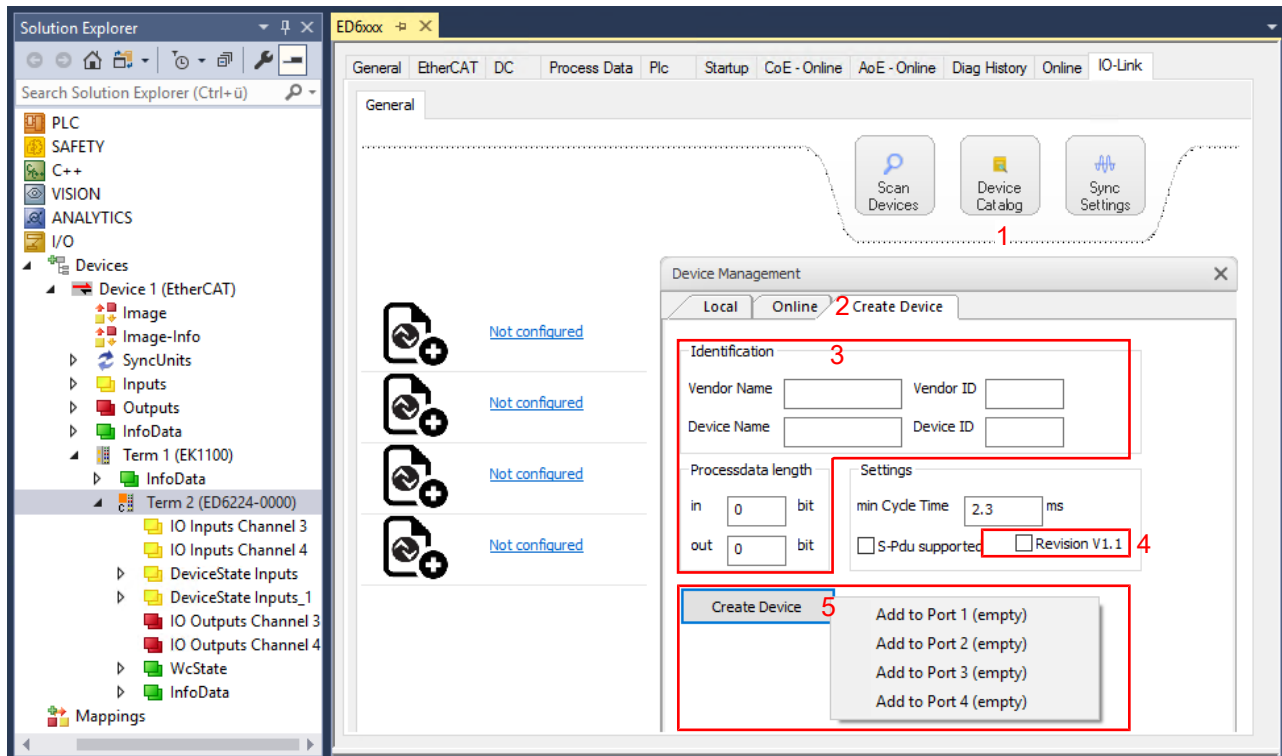 Solution Explorer
Search Solution Explorer (Ctrl+ü)
PLC
SAFETY
C++
VISION
ANALYTICS
I/O
Devices
Device 1 (EtherCAT)
Image
Image-Info
SyncUnits
Inputs
Outputs
InfoData
Term 1 (EK1100)
InfoData
Term 2 (ED6224-0000)
IO Inputs Channel 3
IO Inputs Channel 4
DeviceState Inputs
DeviceState Inputs_1
IO Outputs Channel 3
IO Outputs Channel 4
WcState
InfoData
Mappings
ED6xxx
General EtherCAT DC Process Data Plc Startup CoE - Online AoE - Online Diag History Online IO-Link
General
Scan Device Sync
Devices Catalog Settings
1
Not configured
Not configured
Not configured
Not configured
Device Management
Local Online 2 Create Device
Identification 3
Vendor Name Vendor ID
Device Name Device ID
Processdata length Settings
in 0 bit min Cycle Time 2.3 ms
out 0 bit S-Pdu supported Revision V1.1 4
Create Device 5
Add to Port 1 (empty)
Add to Port 2 (empty)
Add to Port 3 (empty)
Add to Port 4 (empty)